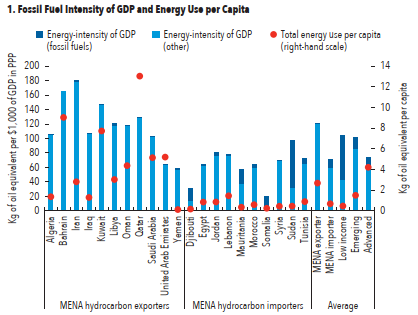 1. Fossil Fuel Intensity of GDP and Energy Use per Capita
Energy-intensity of GDP (fossil fuels)
Energy-intensity of GDP (other)
Total energy use per capita (right-hand scale)
Kg of oil equivalent per $1,000 of GDP in PPP
200
180
160
140
120
100
80
60
40
20
0
14
12
10
8
6
4
2
0
Kg of oil equivalent per capita
Algeria
Bahrain
Iran
Iraq
Kuwait
Libya
Oman
Qatar
Saudi Arabia
United Arab Emirates
Yemen
Djibouti
Egypt
Jordan
Lebanon
Mauritania
Morocco
Somalia
Syria
Sudan
Tunisia
MENA exporter
MENA importer
Low income
Emerging
Advanced
MENA hydrocarbon exporters
MENA hydrocarbon importers
Average